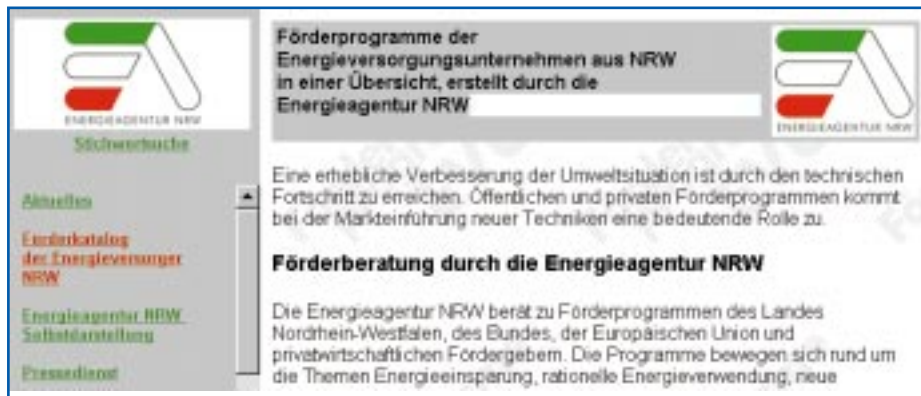 ENERGIEAGENTUR NRW
Stichwortsuche
Aktuelles
Förderkatalog
der Energieversorger
NRW
Energieagentur NRW
Selbstdarstellung
Pressedienst
Förderprogramme der
Energieversorgungsunternehmen aus NRW
in einer Übersicht, erstellt durch die
Energieagentur NRW
ENERGIEAGENTUR NRW
Eine erhebliche Verbesserung der Umweltsituation ist durch den technischen
Fortschritt zu erreichen. Öffentlichen und privaten Förderprogrammen kommt
bei der Markteinführung neuer Techniken eine bedeutende Rolle zu.
Förderberatung durch die Energieagentur NRW
Die Energieagentur NRW berät zu Förderprogrammen des Landes
Nordrhein-Westfalen, des Bundes, der Europäischen Union und
privatwirtschaftlichen Fördergebern. Die Programme bewegen sich rund um
die Themen Energieeinsparung, rationelle Energieverwendung, neue